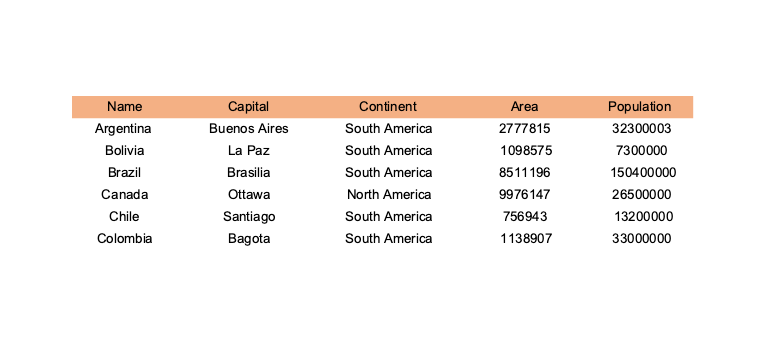 Name Capital Continent Area Population
Argentina Buenos Aires South America 2777815 32300003
Bolivia La Paz South America 1098575 7300000
Brazil Brasilia South America 8511196 150400000
Canada Ottawa North America 9976147 26500000
Chile Santiago South America 756943 13200000
Colombia Bagota South America 1138907 33000000